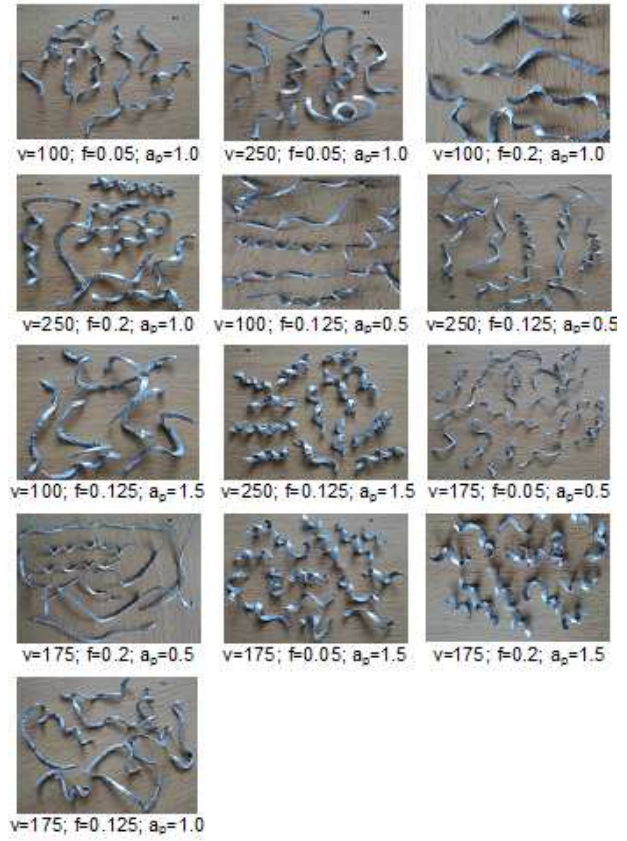 v=100; f=0.05; aₚ=1.0 v=250; f=0.05; aₚ=1.0 v=100; f=0.2; aₚ=1.0
v=250; f=0.2; aₚ=1.0 v=100; f=0.125; aₚ=0.5 v=250; f=0.125; aₚ=0.5
v=100; f=0.125; aₚ=1.5 v=250; f=0.125; aₚ=1.5 v=175; f=0.05; aₚ=0.5
v=175; f=0.2; aₚ=0.5 v=175; f=0.05; aₚ=1.5 v=175; f=0.2; aₚ=1.5
v=175; f=0.125; aₚ=1.0